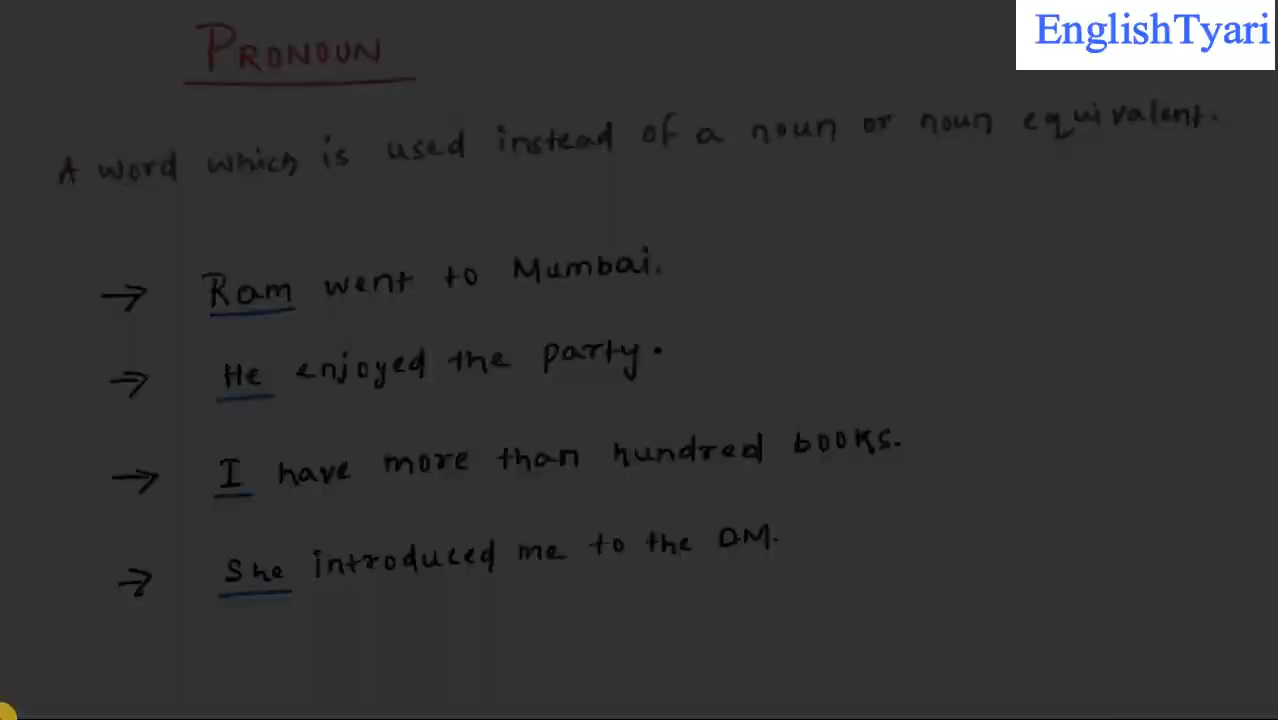 EnglishTyari
PRONOUN
A word which is used instead of a noun or noun equivalent.
→ Ram went to Mumbai.
→ He enjoyed the party.
→ I have more than hundred books.
→ She introduced me to the DM.